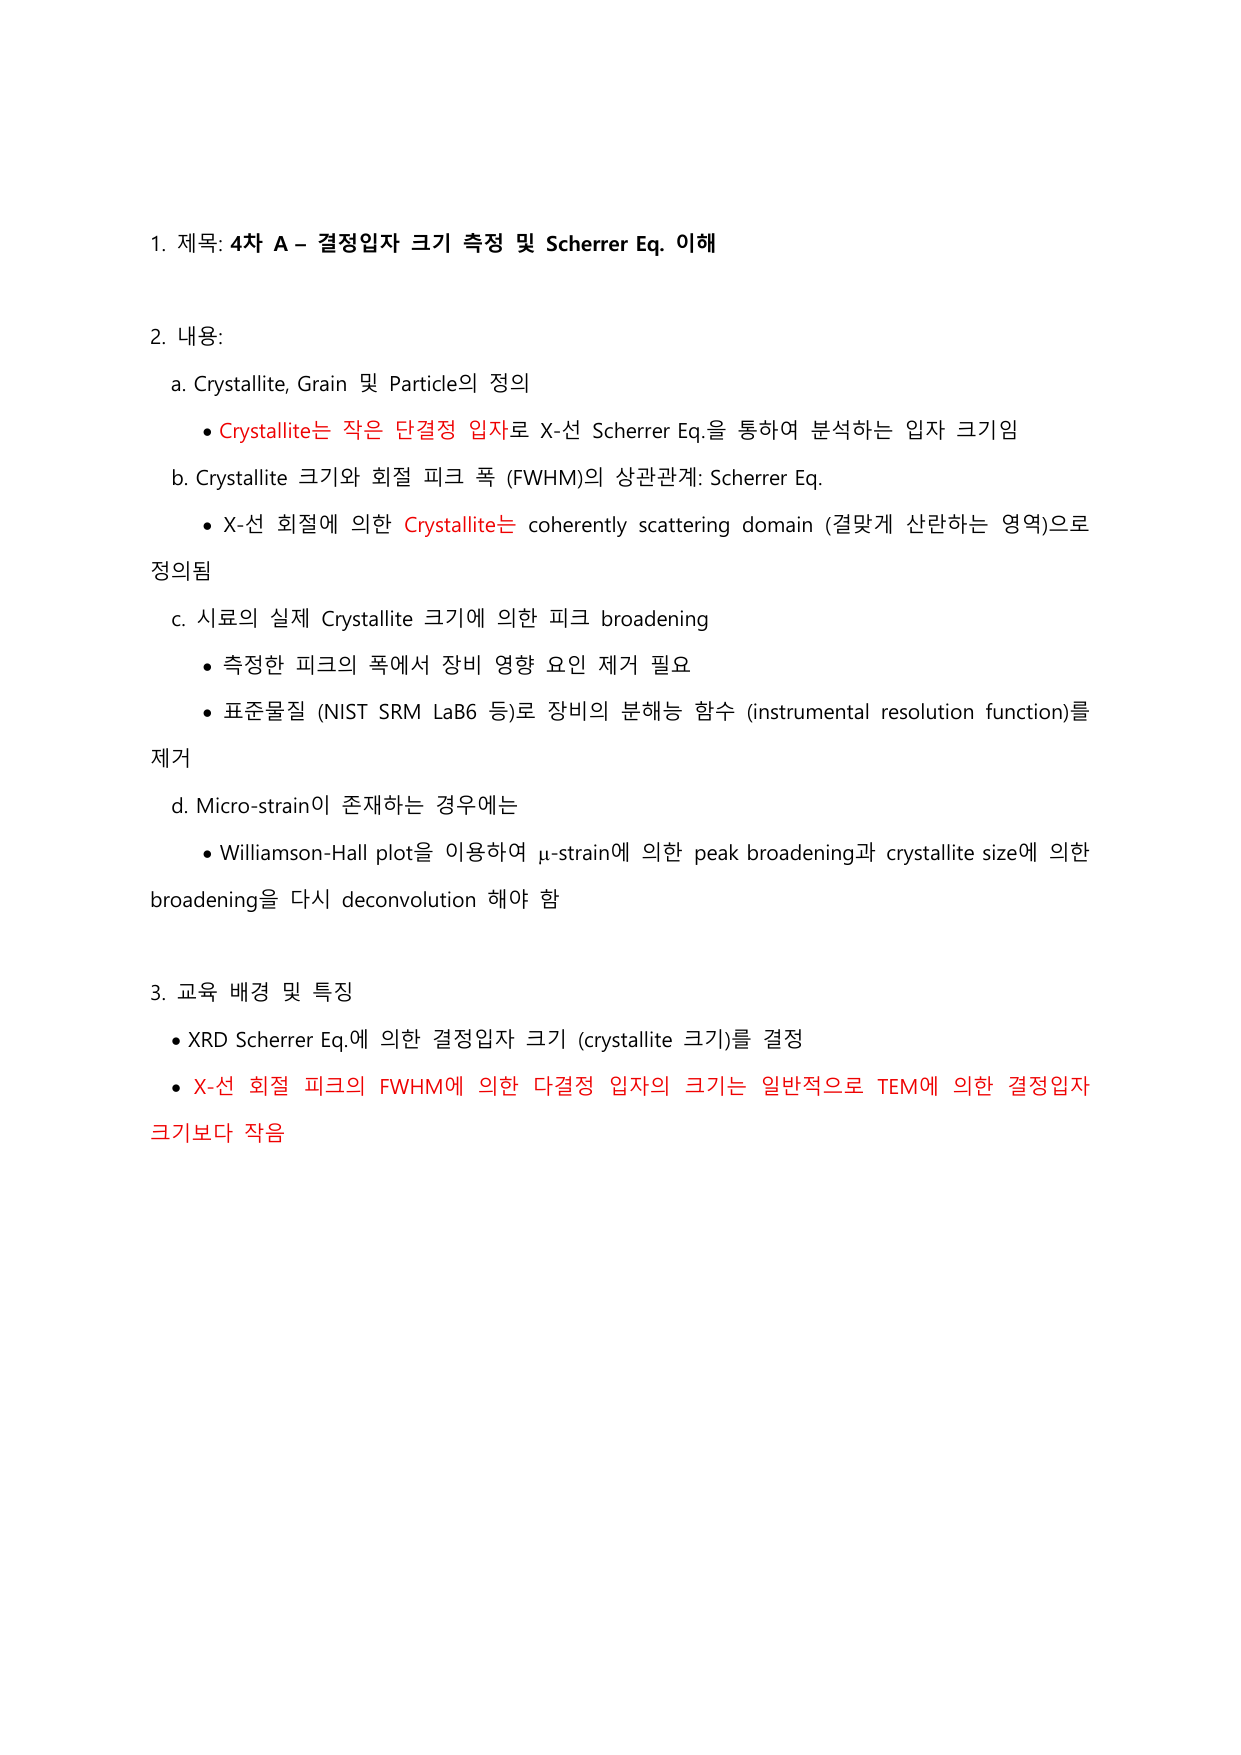 1. 제목: 4차 A – 결정입자 크기 측정 및 Scherrer Eq. 이해
2. 내용:
a. Crystallite, Grain 및 Particle의 정의
• Crystallite는 작은 단결정 입자로 X-선 Scherrer Eq.을 통하여 분석하는 입자 크기임
b. Crystallite 크기와 회절 피크 폭 (FWHM)의 상관관계: Scherrer Eq.
• X-선 회절에 의한 Crystallite는 coherently scattering domain (결맞게 산란하는 영역)으로
정의됨
c. 시료의 실제 Crystallite 크기에 의한 피크 broadening
• 측정한 피크의 폭에서 장비 영향 요인 제거 필요
• 표준물질 (NIST SRM LaB6 등)로 장비의 분해능 함수 (instrumental resolution function)를
제거
d. Micro-strain이 존재하는 경우에는
• Williamson-Hall plot을 이용하여 μ-strain에 의한 peak broadening과 crystallite size에 의한
broadening을 다시 deconvolution 해야 함
3. 교육 배경 및 특징
• XRD Scherrer Eq.에 의한 결정입자 크기 (crystallite 크기)를 결정
• X-선 회절 피크의 FWHM에 의한 다결정 입자의 크기는 일반적으로 TEM에 의한 결정입자
크기보다 작음